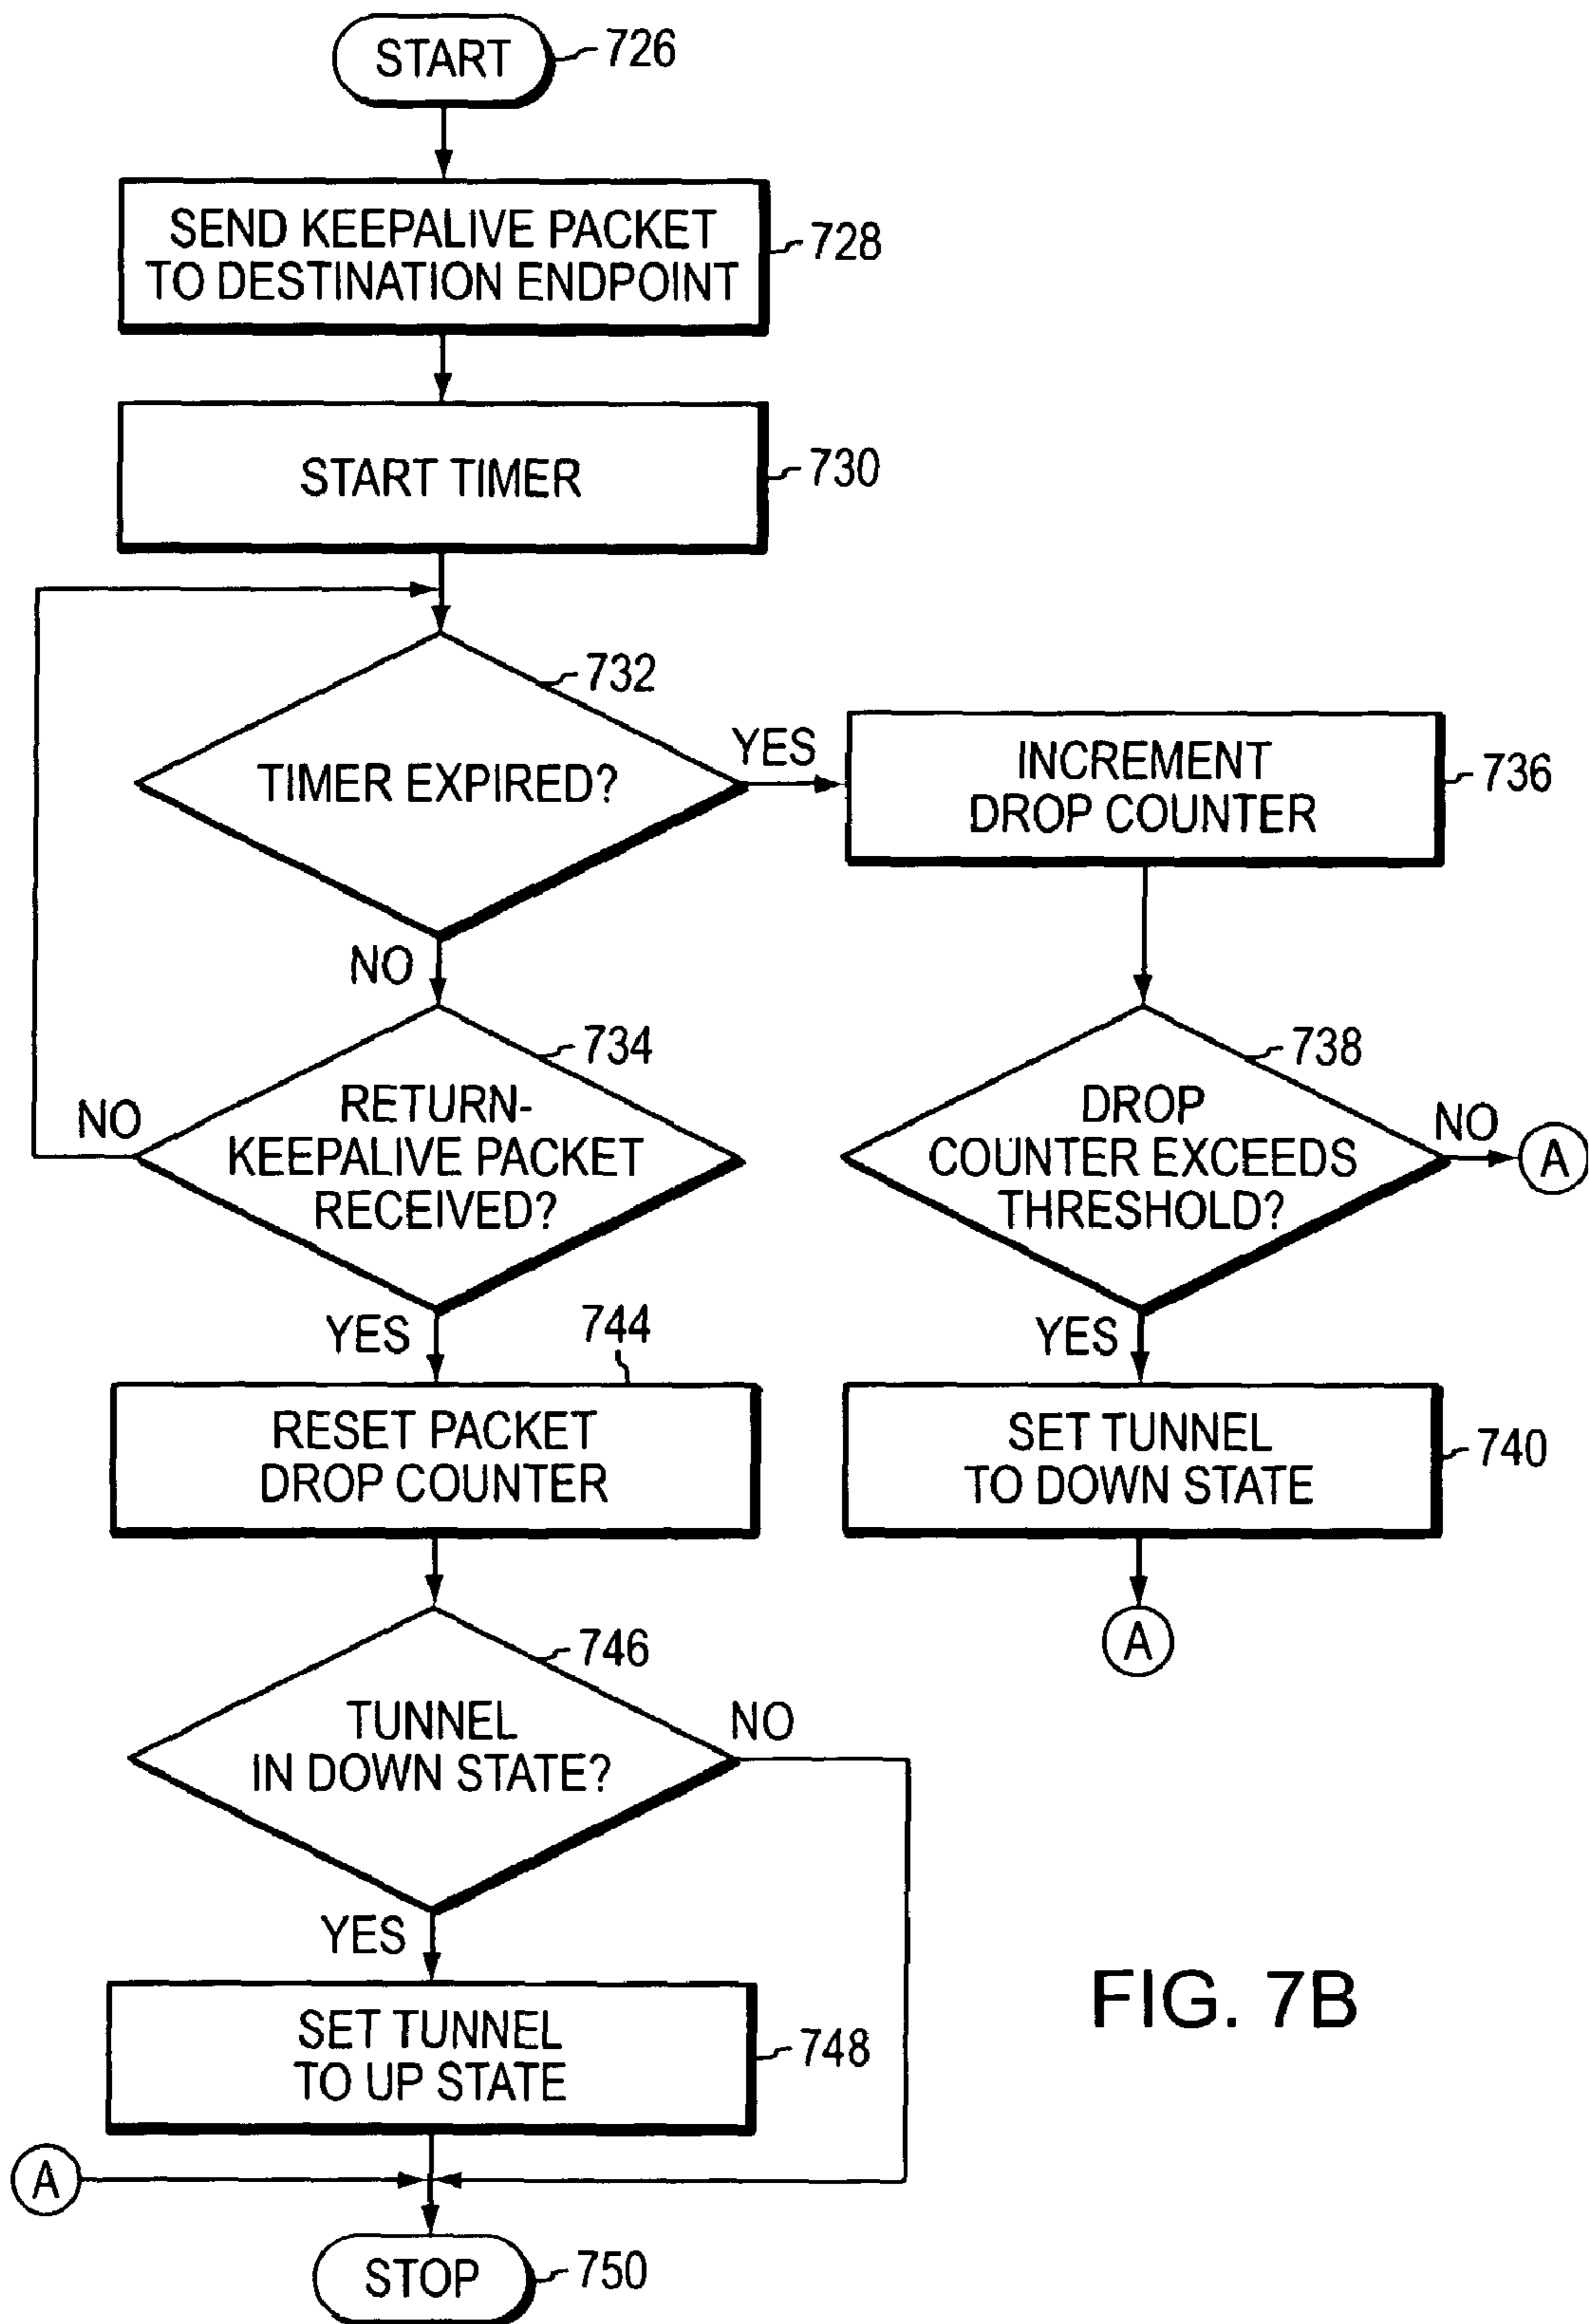 START
726
SEND KEEPALIVE PACKET
TO DESTINATION ENDPOINT
728
START TIMER
730
732
TIMER EXPIRED?
YES
INCREMENT
DROP COUNTER
736
NO
734
RETURN-
KEEPALIVE PACKET
RECEIVED?
NO
738
DROP
COUNTER EXCEEDS
THRESHOLD?
NO
A
YES
744
RESET PACKET
DROP COUNTER
YES
SET TUNNEL
TO DOWN STATE
740
A
746
TUNNEL
IN DOWN STATE?
NO
YES
SET TUNNEL
TO UP STATE
748
A
STOP
750
FIG. 7B